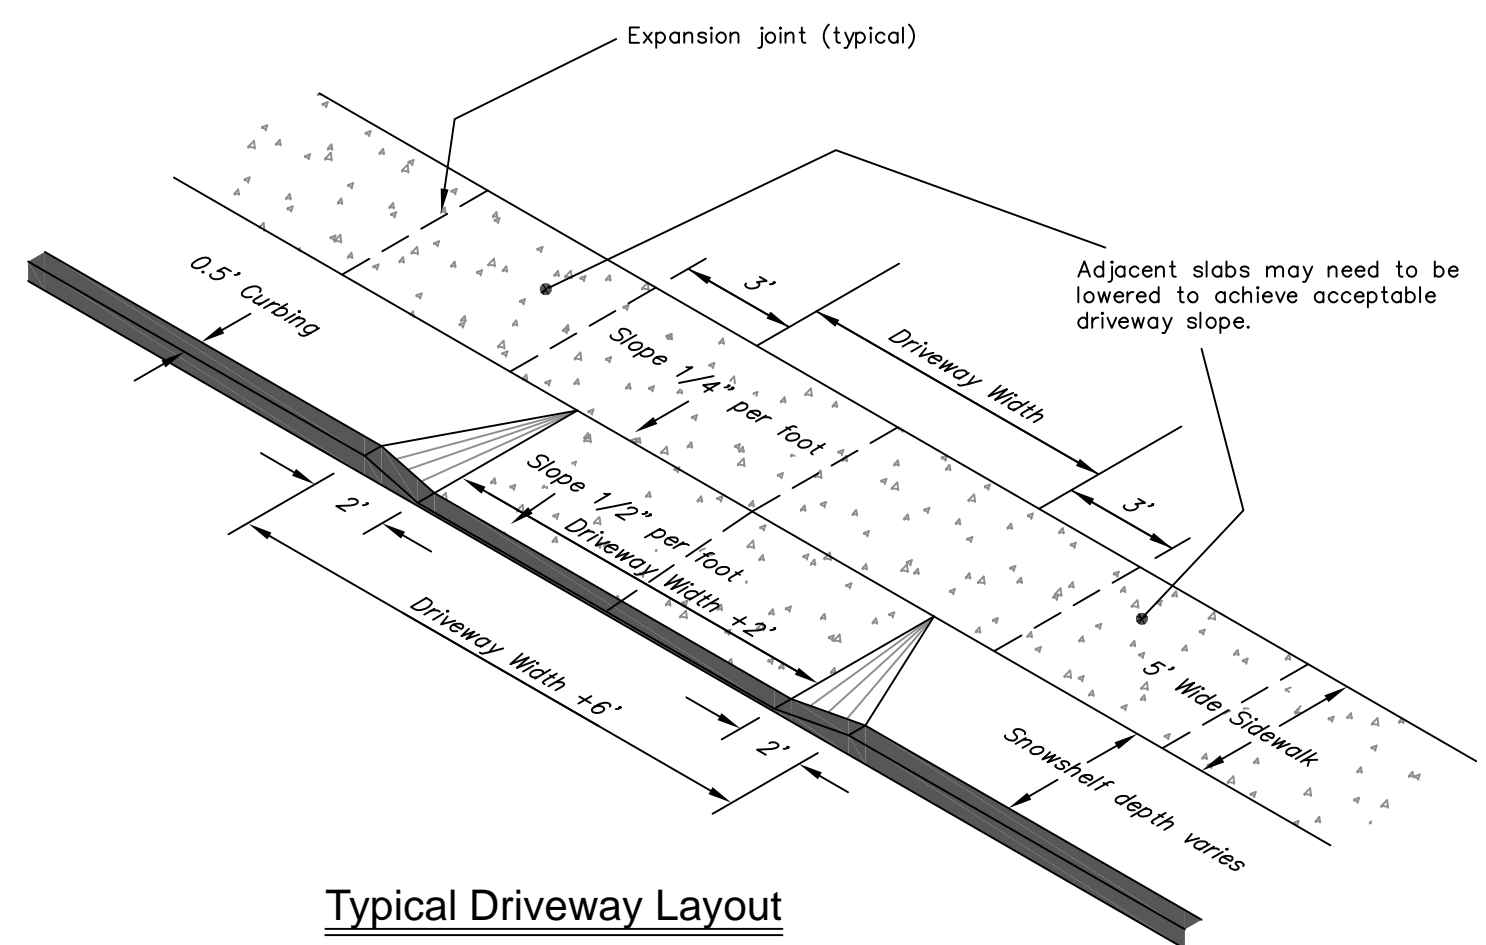 Expansion joint (typical)
0.5' Curbing
3'
Adjacent slabs may need to be
lowered to achieve acceptable
driveway slope.
Slope 1/4" per foot
Driveway Width
3'
Slope 1/2" per foot
Driveway Width +2'
2'
Driveway Width +6'
2'
5' Wide Sidewalk
Snowshelf depth varies
Typical Driveway Layout